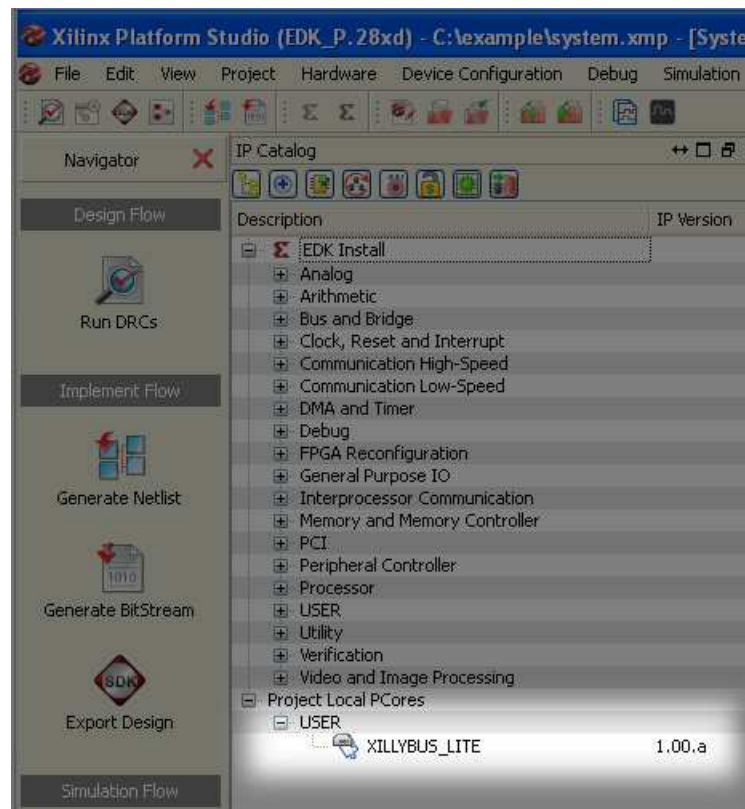 Xilinx Platform Studio (EDK_P.28xd) - C:\example\system.xmp - [Syste
File Edit View Project Hardware Device Configuration Debug Simulation
Navigator
IP Catalog
Design Flow
Description IP Version
EDK Install
Analog
Arithmetic
Run DRCs
Bus and Bridge
Clock, Reset and Interrupt
Communication High-Speed
Implement Flow
Communication Low-Speed
DMA and Timer
Debug
FPGA Reconfiguration
General Purpose IO
Generate Netlist
Interprocessor Communication
Memory and Memory Controller
PCI
Peripheral Controller
1010
Processor
Generate BitStream
USER
Utility
Verification
Video and Image Processing
SDK
Project Local PCores
Export Design
USER
XILLYBUS_LITE 1.00.a
Simulation Flow